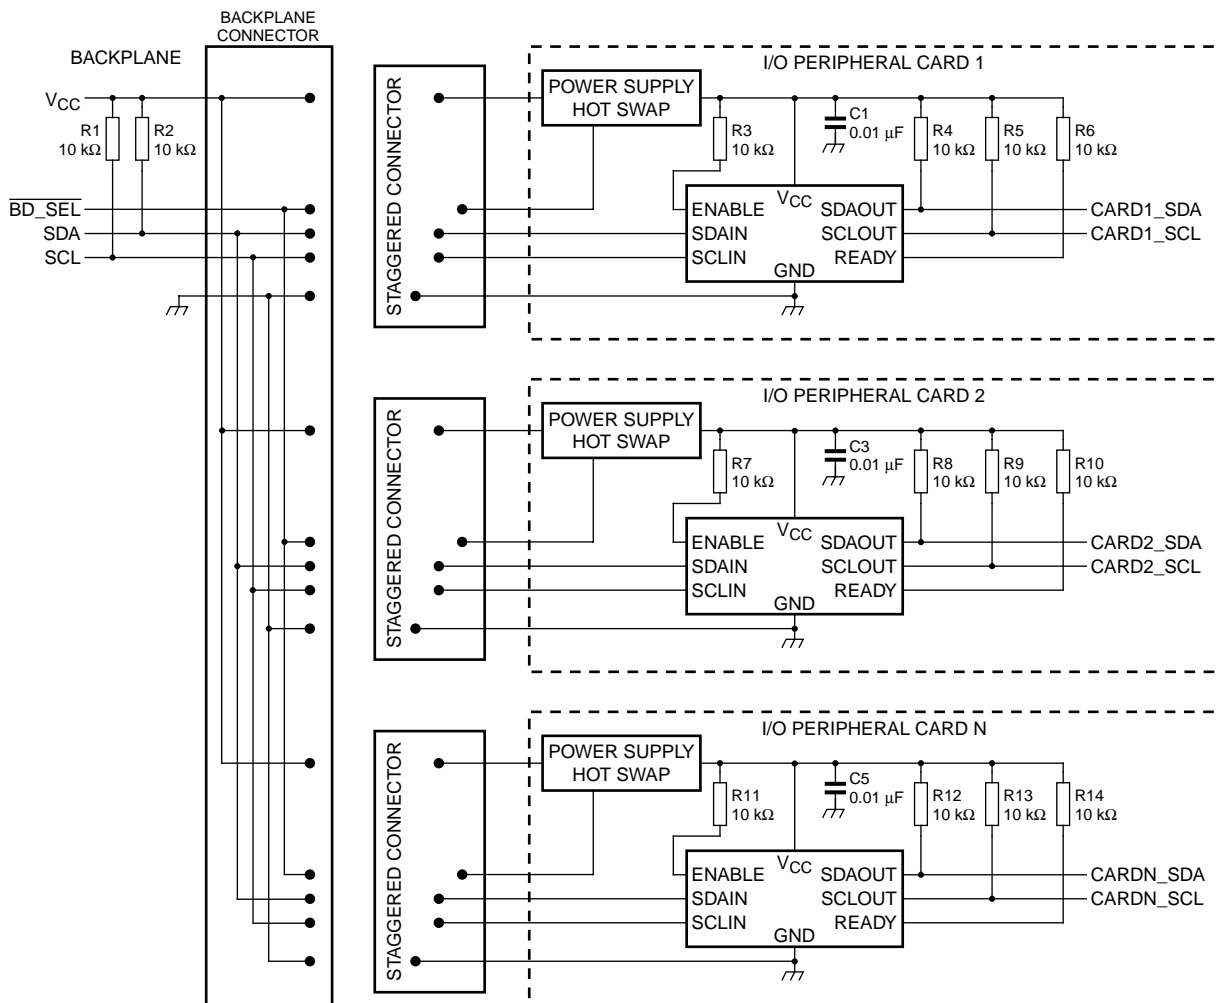 BACKPLANE
CONNECTOR
BACKPLANE
VCC
R1
10 kΩ
R2
10 kΩ
BD_SEL
SDA
SCL
STAGGERED CONNECTOR
I/O PERIPHERAL CARD 1
POWER SUPPLY
HOT SWAP
R3
10 kΩ
C1
0.01 μF
R4
10 kΩ
R5
10 kΩ
R6
10 kΩ
VCC
ENABLE
SDAIN
SCLIN
SDAOUT
SCLOUT
READY
GND
CARD1_SDA
CARD1_SCL
STAGGERED CONNECTOR
I/O PERIPHERAL CARD 2
POWER SUPPLY
HOT SWAP
R7
10 kΩ
C3
0.01 μF
R8
10 kΩ
R9
10 kΩ
R10
10 kΩ
VCC
ENABLE
SDAIN
SCLIN
SDAOUT
SCLOUT
READY
GND
CARD2_SDA
CARD2_SCL
STAGGERED CONNECTOR
I/O PERIPHERAL CARD N
POWER SUPPLY
HOT SWAP
R11
10 kΩ
C5
0.01 μF
R12
10 kΩ
R13
10 kΩ
R14
10 kΩ
VCC
ENABLE
SDAIN
SCLIN
SDAOUT
SCLOUT
READY
GND
CARDN_SDA
CARDN_SCL